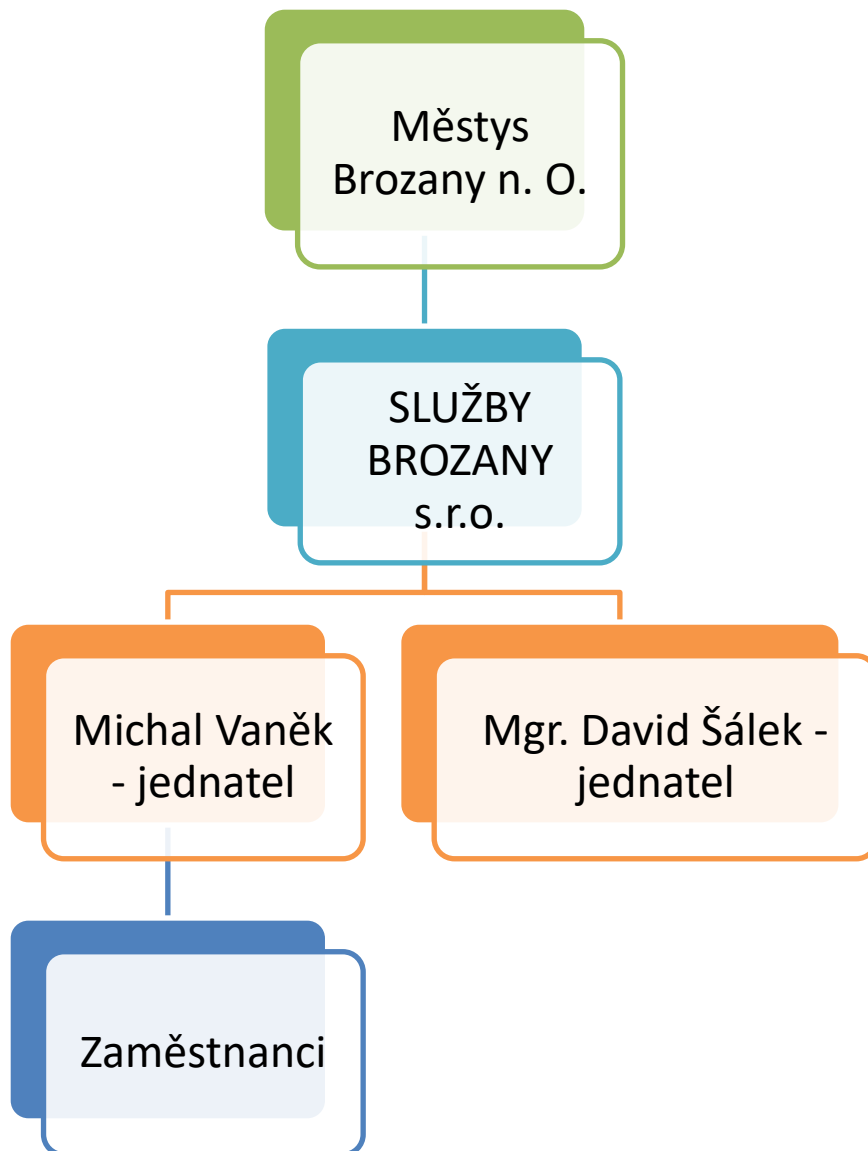 Městys
Brozany n. O.
SLUŽBY
BROZANY
s.r.o.
Michal Vaněk
- jednatel
Mgr. David Šálek -
jednatel
Zaměstnanci